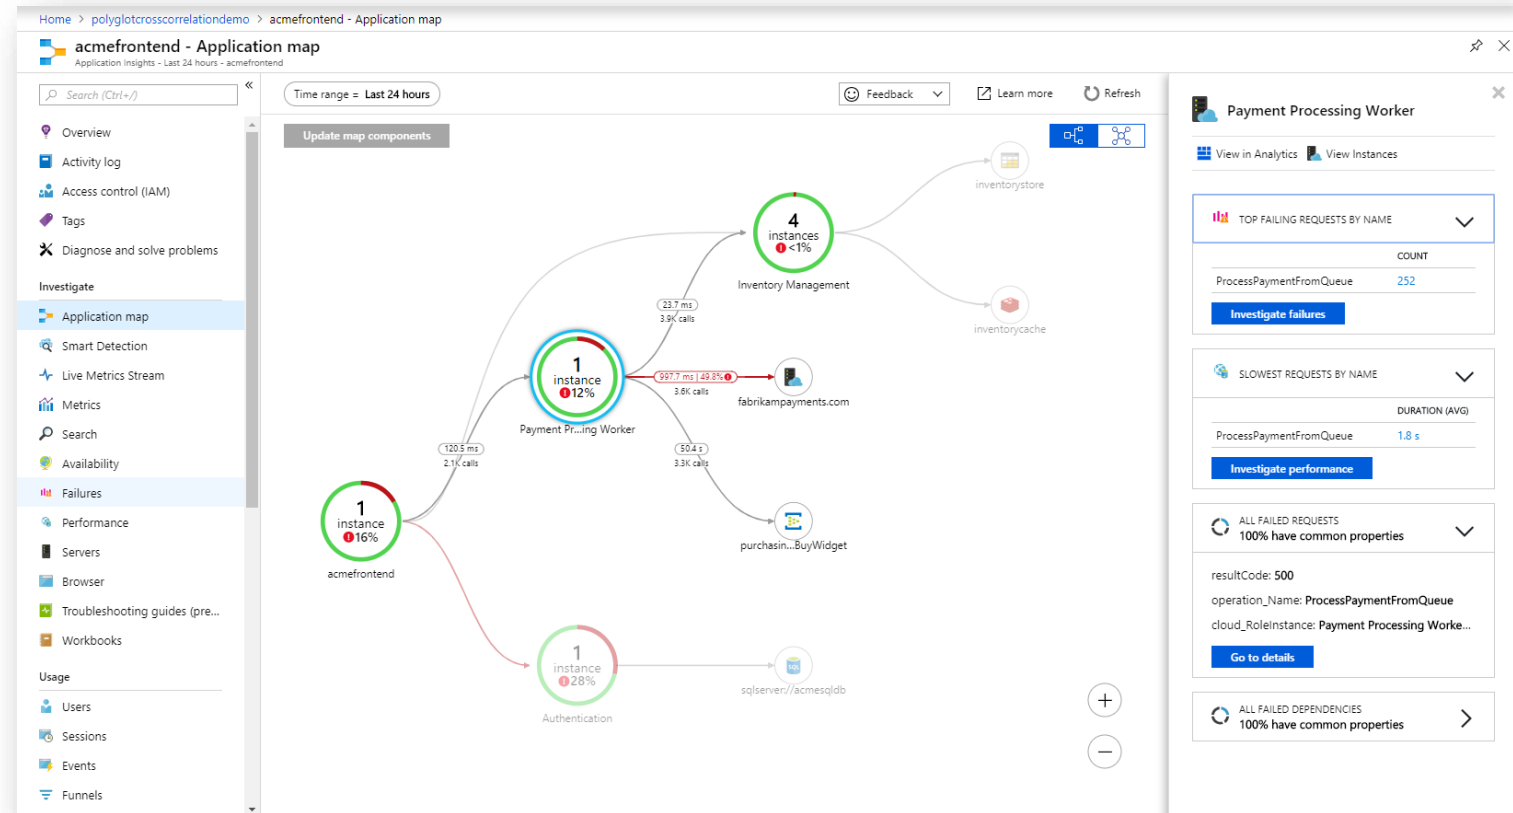 Home > polyglotcrosscorrelationdemo > acmefrontend - Application map
acmefrontend - Application map
Application Insights - Last 24 hours - acmefrontend
Search (Ctrl+/)
«
Overview
Activity log
Access control (IAM)
Tags
Diagnose and solve problems
Investigate
Application map
Smart Detection
Live Metrics Stream
Metrics
Search
Availability
Failures
Performance
Servers
Browser
Troubleshooting guides (pre...
Workbooks
Usage
Users
Sessions
Events
Funnels
Time range = Last 24 hours
Feedback
Learn more
Refresh
Update map components
inventorystore
4
instances
<1%
Inventory Management
inventorycache
23.7 ms
3.9K calls
1
instance
12%
Payment Pr...ing Worker
997.7 ms | 49.8%
3.6K calls
fabrikampayments.com
120.5 ms
2.1K calls
50.4 s
3.3K calls
1
instance
16%
acmefrontend
purchasin...BuyWidget
1
instance
28%
Authentication
SQL
sqlserver://acmesqldb
Payment Processing Worker
View in Analytics
View Instances
TOP FAILING REQUESTS BY NAME
COUNT
ProcessPaymentFromQueue 252
Investigate failures
SLOWEST REQUESTS BY NAME
DURATION (AVG)
ProcessPaymentFromQueue 1.8 s
Investigate performance
ALL FAILED REQUESTS
100% have common properties
resultCode: 500
operation_Name: ProcessPaymentFromQueue
cloud_RoleInstance: Payment Processing Worke...
Go to details
ALL FAILED DEPENDENCIES
100% have common properties